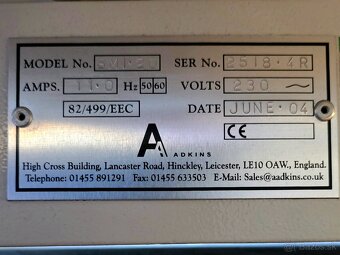 MODEL No. SER No. 2518·4R
AMPS. 11·0 Hz 50 60 VOLTS 230 ~
82/499/EEC DATE JUNE·04
CE
A ADKINS
High Cross Building, Lancaster Road, Hinckley, Leicester, LE10 OAW., England.
Telephone: 01455 891291 Fax: 01455 633503 E-Mail: Sales@aadkins.co.uk